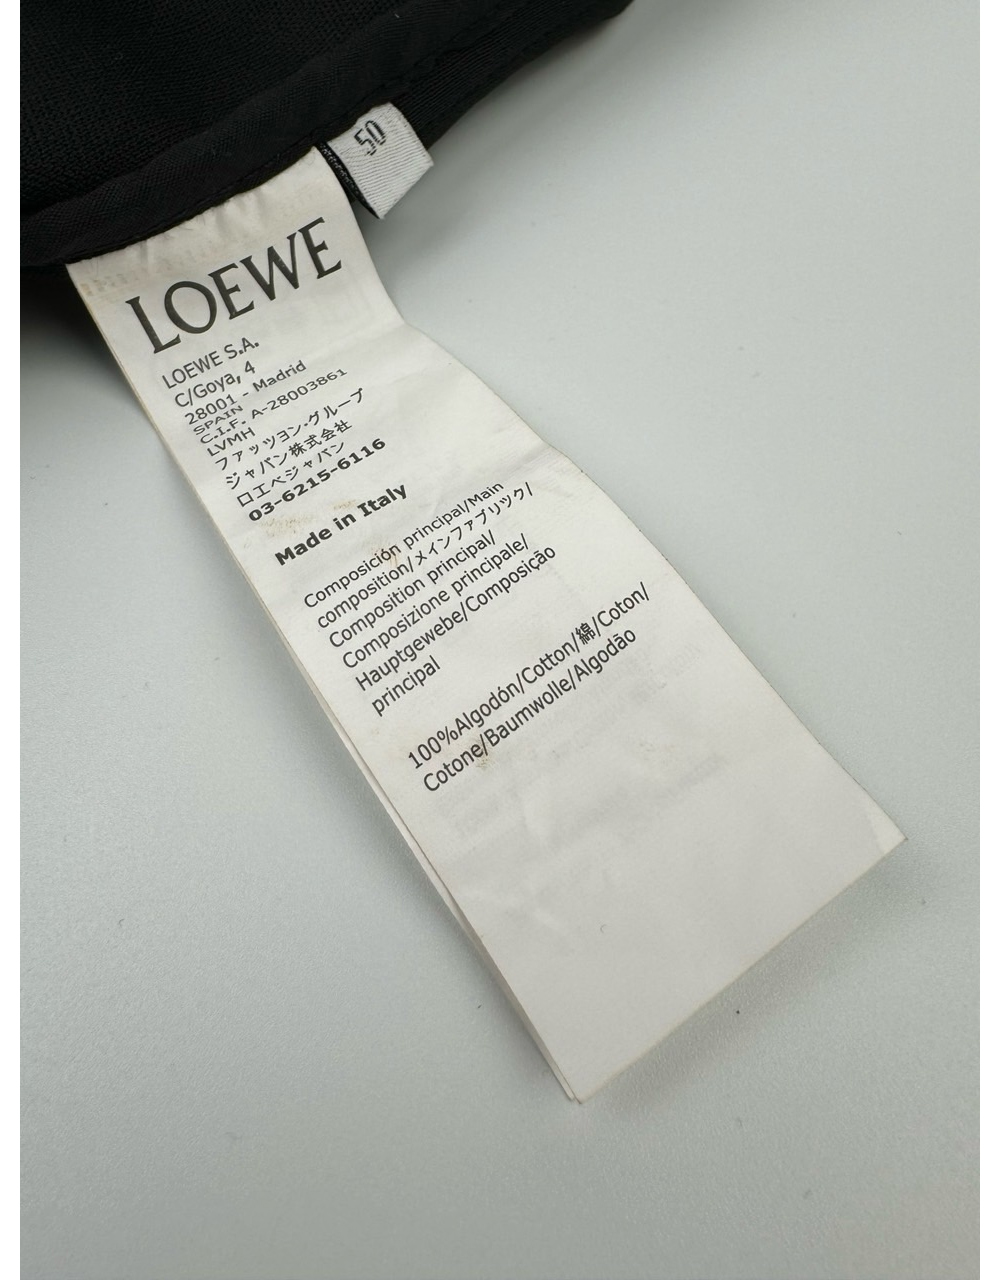 50
LOEWE
LOEWE S.A.
C/Goya, 4
28001 - Madrid
SPAIN
C.I.F. A-28003861
LVMH
ファッツョン・グループ
ジャパン株式会社
ロエベジャパン
03-6215-6116
Made in Italy
Composición principal/Main
composition/メインファブリツク/
Composition principal/
Composizione principale/
Hauptgewebe/Composição
principal
100%Algodón/Cotton/綿/Coton/
Cotone/Baumwolle/Algodão